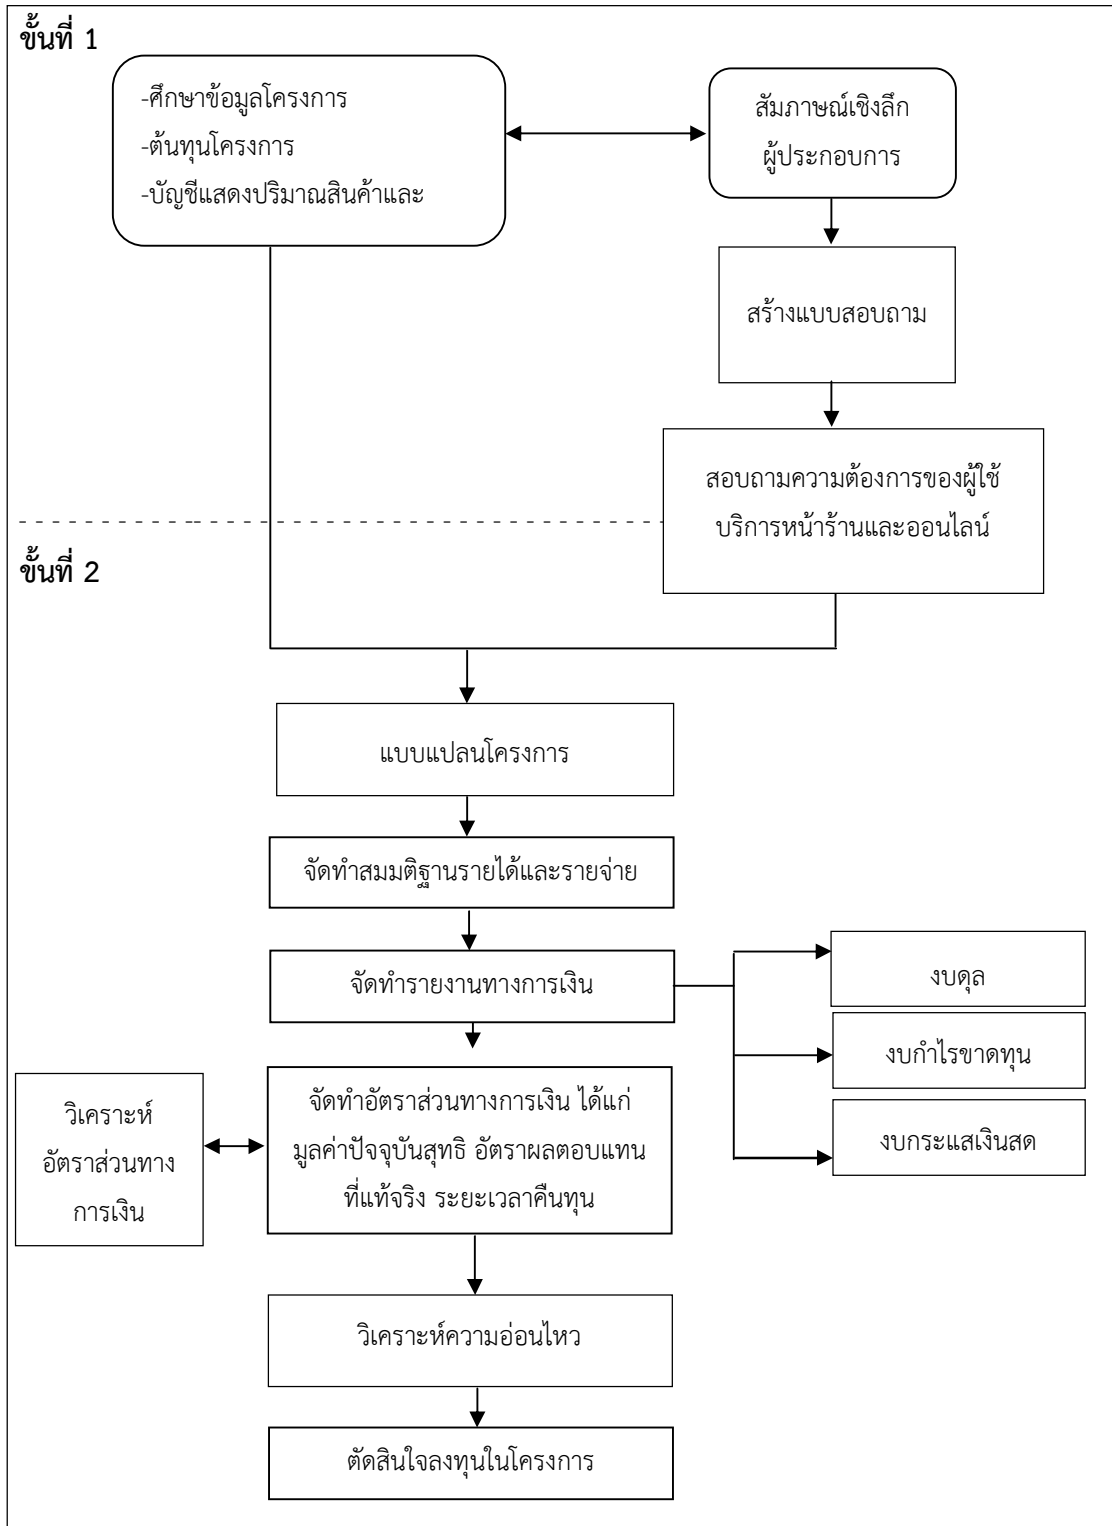 ขั้นที่ 1
-ศึกษาข้อมูลโครงการ
-ต้นทุนโครงการ
-บัญชีแสดงปริมาณสินค้าและ
สัมภาษณ์เชิงลึก
ผู้ประกอบการ
สร้างแบบสอบถาม
สอบถามความต้องการของผู้ใช้
บริการหน้าร้านและออนไลน์
ขั้นที่ 2
แบบแปลนโครงการ
จัดทำสมมติฐานรายได้และรายจ่าย
จัดทำรายงานทางการเงิน
งบดุล
งบกำไรขาดทุน
งบกระแสเงินสด
วิเคราะห์
อัตราส่วนทาง
การเงิน
จัดทำอัตราส่วนทางการเงิน ได้แก่
มูลค่าปัจจุบันสุทธิ อัตราผลตอบแทน
ที่แท้จริง ระยะเวลาคืนทุน
วิเคราะห์ความอ่อนไหว
ตัดสินใจลงทุนในโครงการ